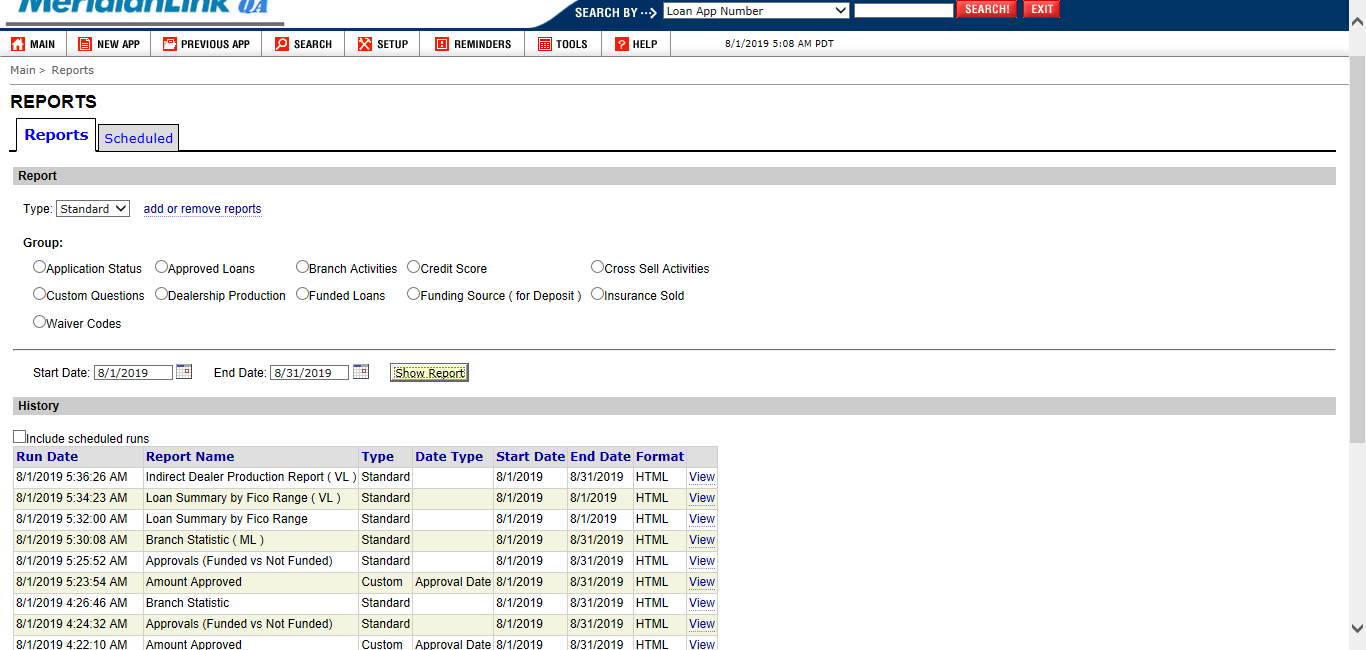 MeridianLink QA
SEARCH BY ··> Loan App Number SEARCH! EXIT
MAIN NEW APP PREVIOUS APP SEARCH SETUP REMINDERS TOOLS HELP 8/1/2019 5:08 AM PDT
Main > Reports
REPORTS
Reports Scheduled
Report
Type: Standard add or remove reports
Group:
Application Status Approved Loans Branch Activities Credit Score Cross Sell Activities
Custom Questions Dealership Production Funded Loans Funding Source ( for Deposit ) Insurance Sold
Waiver Codes
Start Date: 8/1/2019 End Date: 8/31/2019 Show Report
History
Include scheduled runs
Run Date Report Name Type Date Type Start Date End Date Format
8/1/2019 5:36:26 AM Indirect Dealer Production Report ( VL ) Standard 8/1/2019 8/31/2019 HTML View
8/1/2019 5:34:23 AM Loan Summary by Fico Range ( VL ) Standard 8/1/2019 8/1/2019 HTML View
8/1/2019 5:32:00 AM Loan Summary by Fico Range Standard 8/1/2019 8/1/2019 HTML View
8/1/2019 5:30:08 AM Branch Statistic ( ML ) Standard 8/1/2019 8/31/2019 HTML View
8/1/2019 5:25:52 AM Approvals (Funded vs Not Funded) Standard 8/1/2019 8/31/2019 HTML View
8/1/2019 5:23:54 AM Amount Approved Custom Approval Date 8/1/2019 8/31/2019 HTML View
8/1/2019 4:26:46 AM Branch Statistic Standard 8/1/2019 8/31/2019 HTML View
8/1/2019 4:24:32 AM Approvals (Funded vs Not Funded) Standard 8/1/2019 8/31/2019 HTML View
8/1/2019 4:22:10 AM Amount Approved Custom Approval Date 8/1/2019 8/31/2019 HTML View